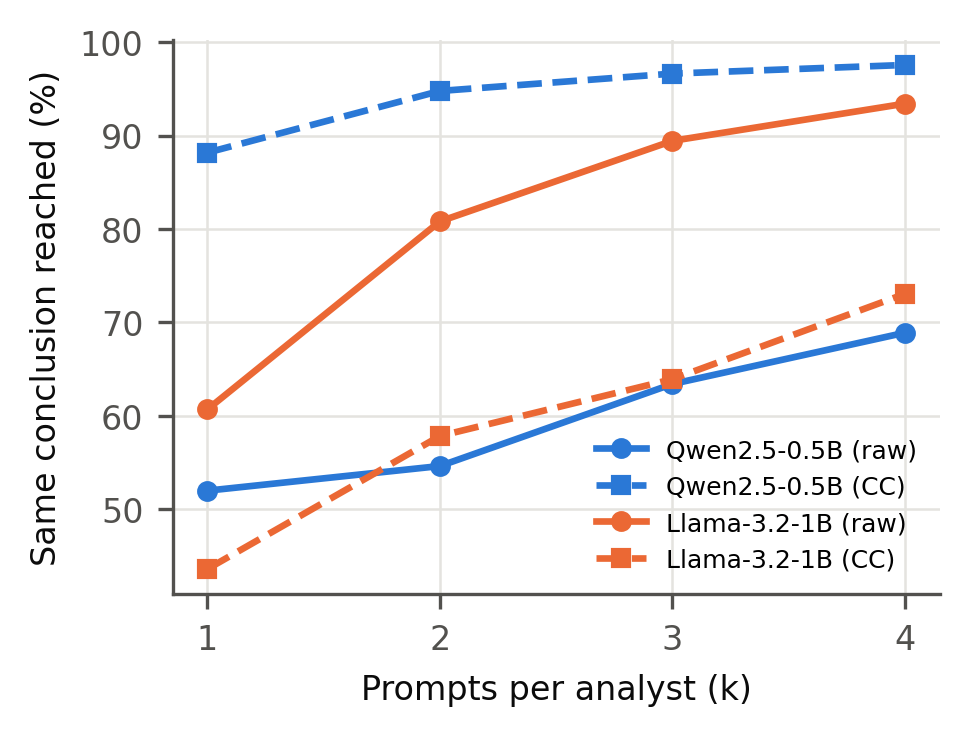 100
90
80
70
60
50
Same conclusion reached (%)
Qwen2.5-0.5B (raw)
Qwen2.5-0.5B (CC)
Llama-3.2-1B (raw)
Llama-3.2-1B (CC)
1 2 3 4
Prompts per analyst (k)